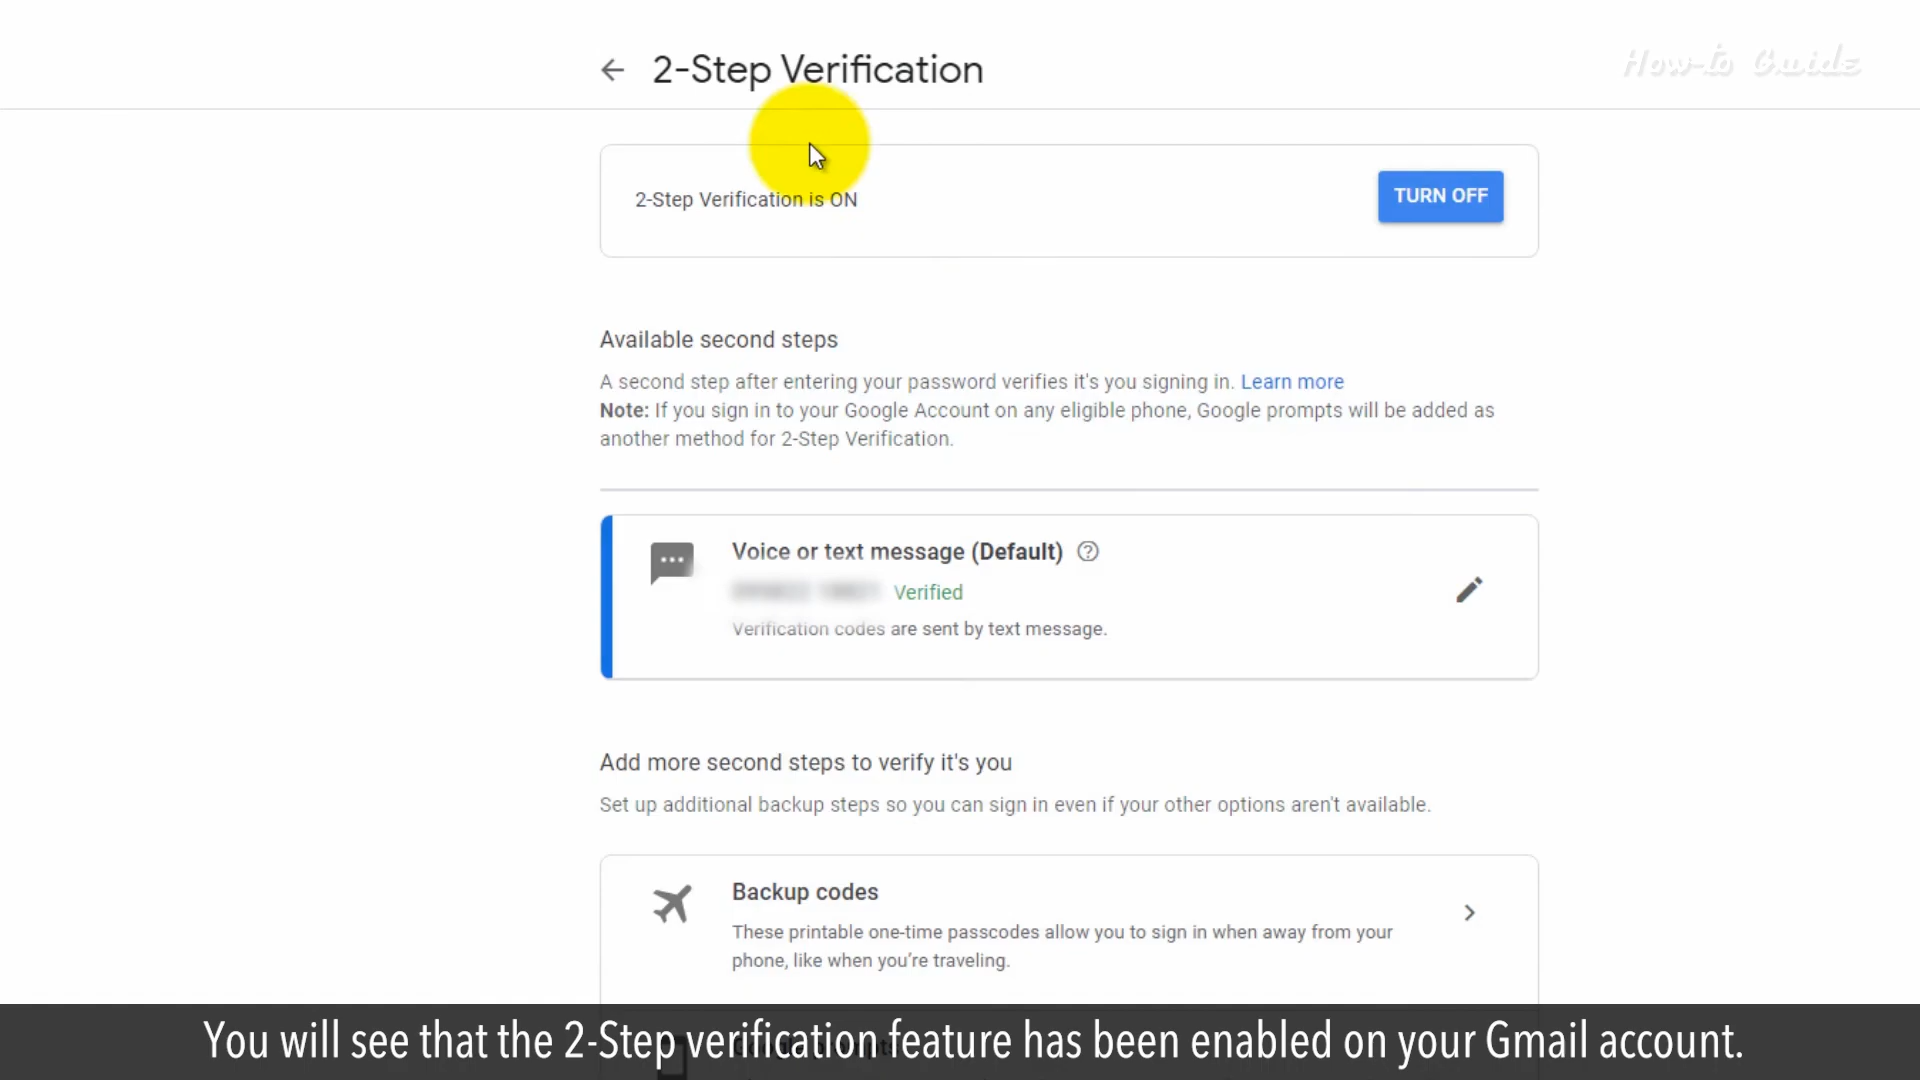 2-Step Verification
How-to Guide
2-Step Verification is ON
TURN OFF
Available second steps
A second step after entering your password verifies it's you signing in. Learn more
Note: If you sign in to your Google Account on any eligible phone, Google prompts will be added as
another method for 2-Step Verification.
Voice or text message (Default)
Verified
Verification codes are sent by text message.
Add more second steps to verify it's you
Set up additional backup steps so you can sign in even if your other options aren't available.
Backup codes
These printable one-time passcodes allow you to sign in when away from your
phone, like when you're traveling.
You will see that the 2-Step verification feature has been enabled on your Gmail account.